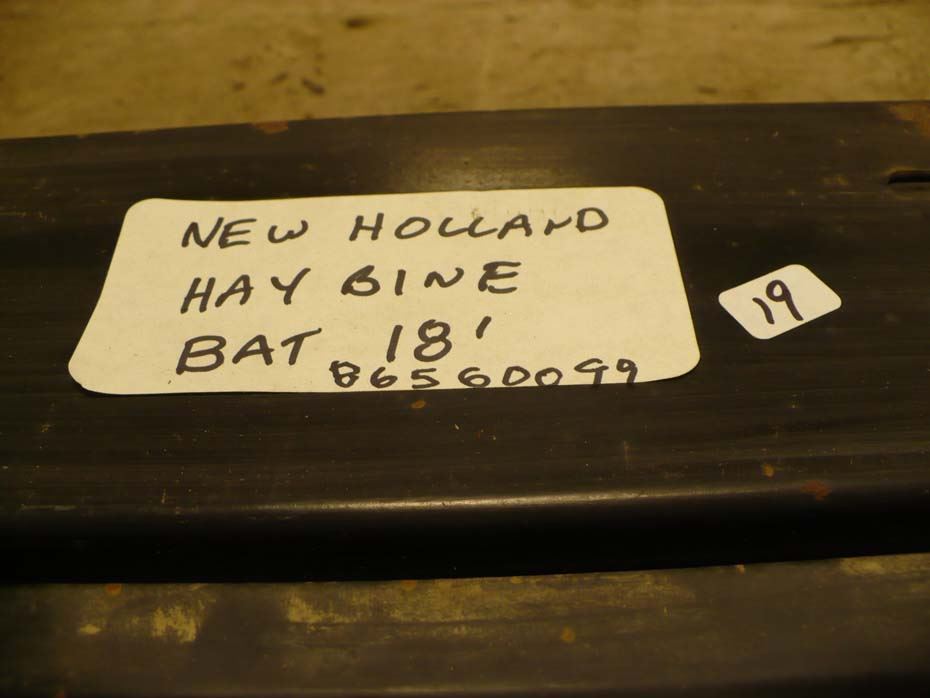 NEW HOLLAND
HAY BINE
BAT 18'
86560099
19